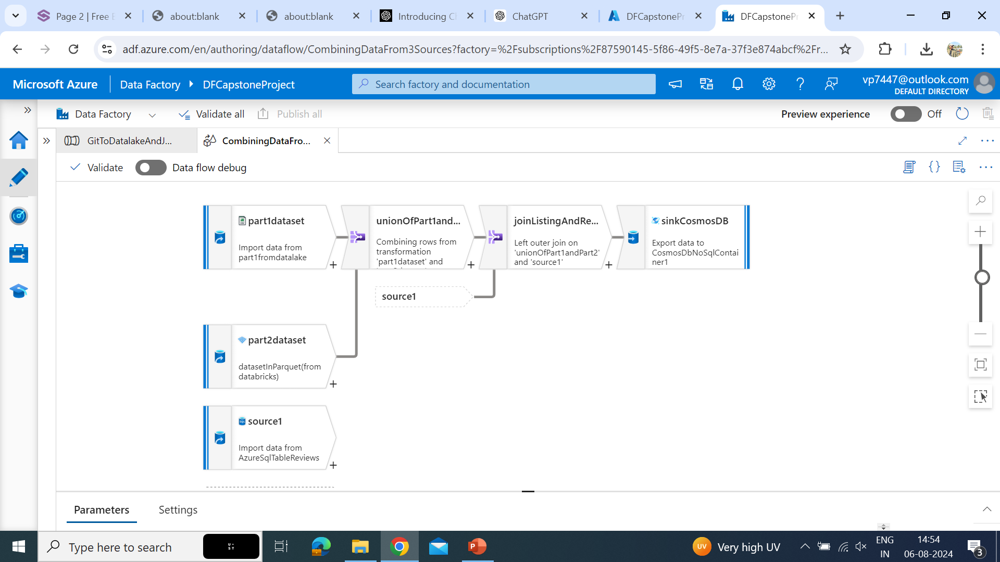 Page 2 | Free E
about:blank
about:blank
Introducing Ch
ChatGPT
DFCapstonePr
DFCapstonePr
adf.azure.com/en/authoring/dataflow/CombiningDataFrom3Sources?factory=%2Fsubscriptions%2F87590145-5f86-49f5-8e7a-37f3e874abcf%2Fr...
Microsoft Azure
Data Factory
DFCapstoneProject
Search factory and documentation
vp7447@outlook.com
DEFAULT DIRECTORY
Data Factory
Validate all
Publish all
Preview experience
Off
GitToDatalakeAndJ...
CombiningDataFro...
Validate
Data flow debug
part1dataset
Import data from
part1fromdatalake
unionOfPart1and...
Combining rows from
transformation
'part1dataset' and
joinListingAndRe...
Left outer join on
'unionOfPart1andPart2'
and 'source1'
sinkCosmosDB
Export data to
CosmosDbNoSqlContai
ner1
source1
part2dataset
datasetInParquet(from
databricks)
source1
Import data from
AzureSqlTableReviews
Parameters
Settings
Type here to search
UV
Very high UV
ENG
IN
14:54
06-08-2024
3